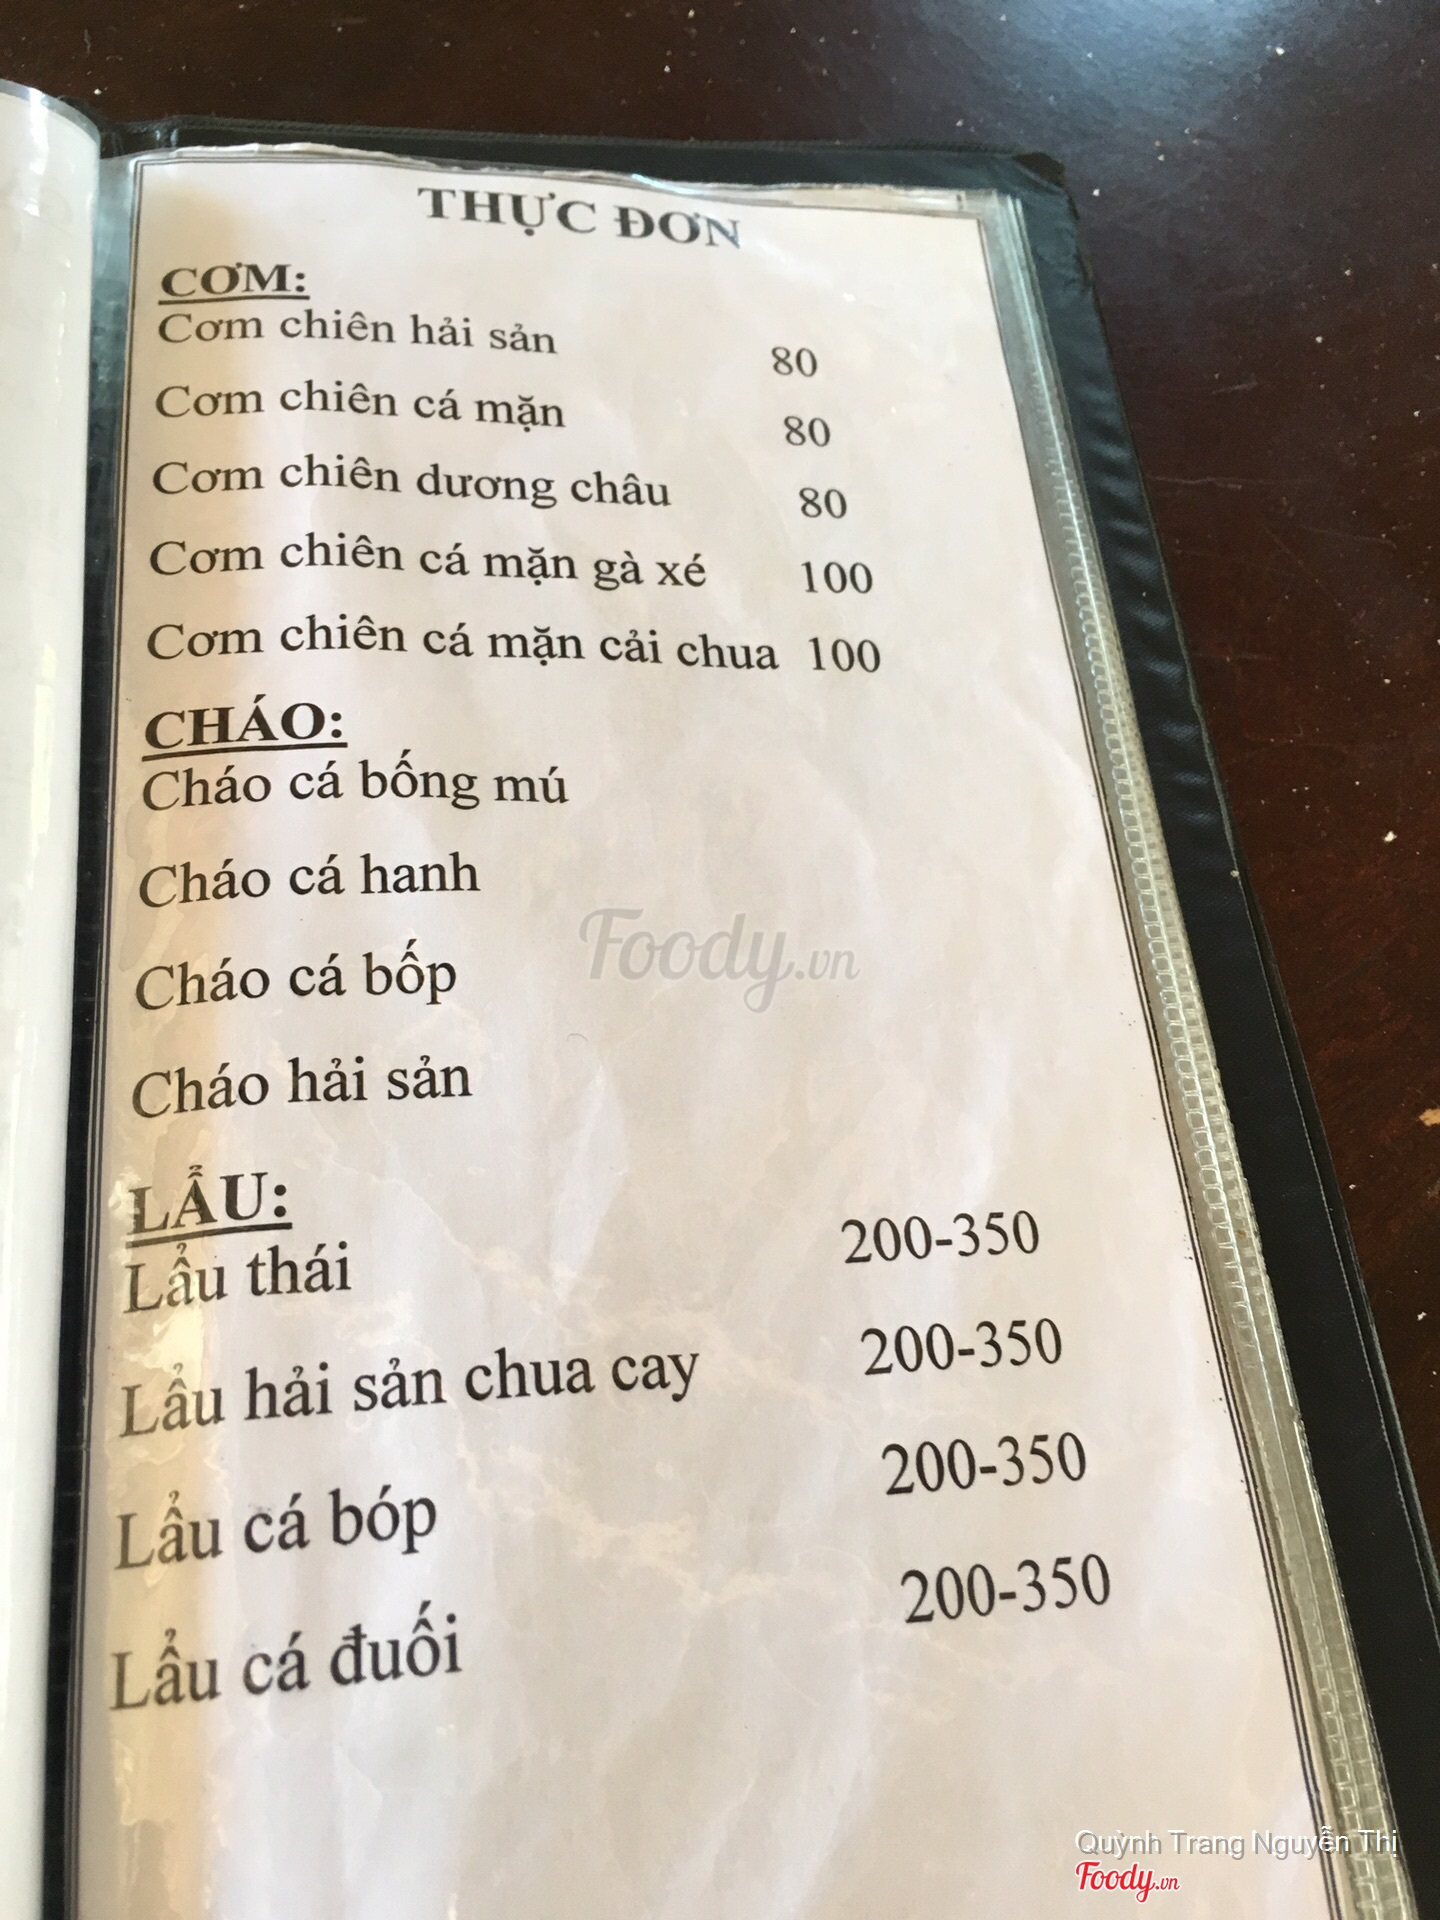 THỰC ĐƠN
CƠM:
Cơm chiên hải sản 80
Cơm chiên cá mặn 80
Cơm chiên dương châu 80
Cơm chiên cá mặn gà xé 100
Cơm chiên cá mặn cải chua 100
CHÁO:
Cháo cá bống mú
Cháo cá hanh
Foody.vn
Cháo cá bốp
Cháo hải sản
LẨU:
Lẩu thái 200-350
Lẩu hải sản chua cay 200-350
Lẩu cá bóp 200-350
Lẩu cá đuối 200-350
Quỳnh Trang Nguyễn Thị
Foody.vn